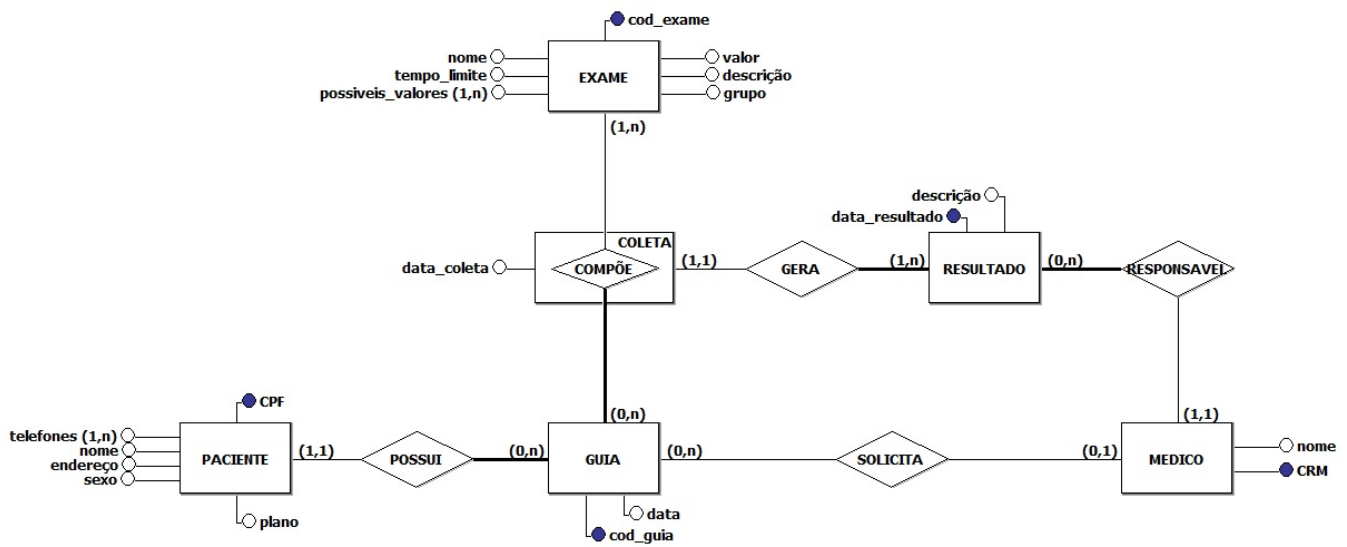 cod_exame
nome
valor
tempo_limite
EXAME
descrição
possiveis_valores (1,n)
grupo
(1,n)
descrição
data_resultado
COLETA
data_coleta
COMPÕE
(1,1)
GERA
(1,n)
RESULTADO
(0,n)
RESPONSAVEL
CPF
(0,n)
(1,1)
telefones (1,n)
nome
endereço
sexo
PACIENTE
(1,1)
POSSUI
(0,n)
GUIA
(0,n)
SOLICITA
(0,1)
MEDICO
nome
CRM
plano
data
cod_guia